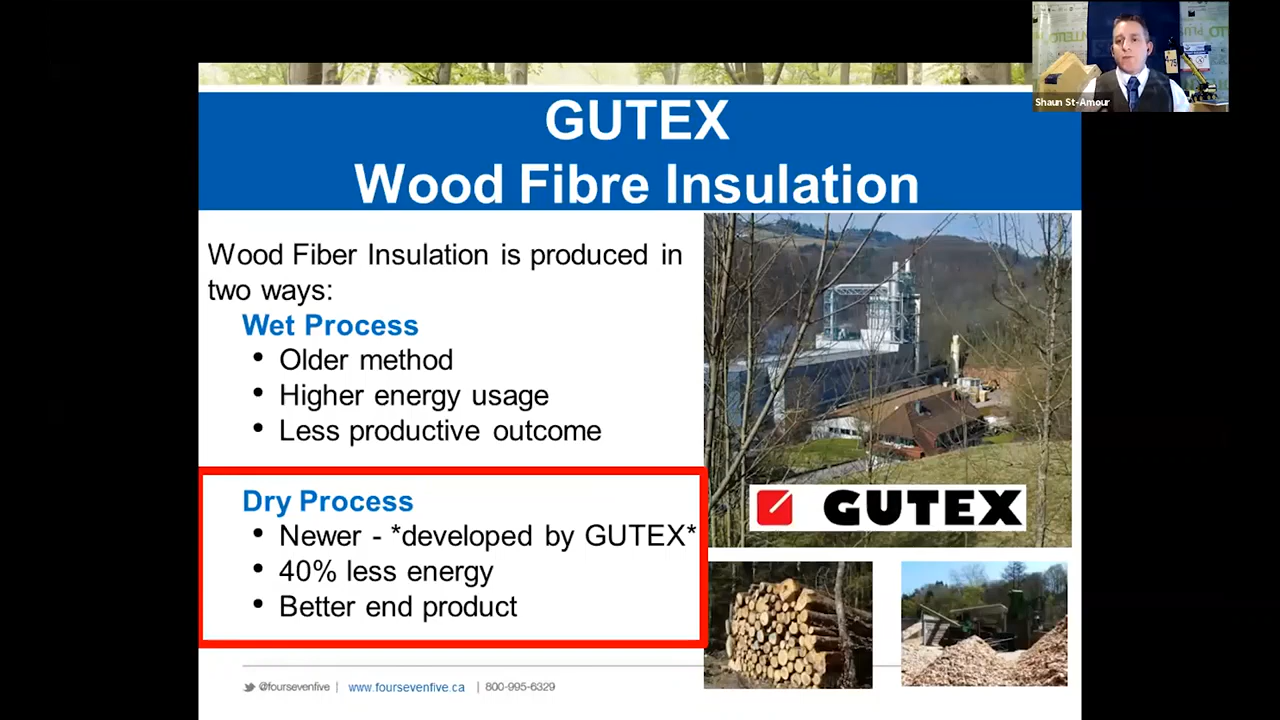 Shaun St-Amour
GUTEX
Wood Fibre Insulation
Wood Fiber Insulation is produced in
two ways:
Wet Process
• Older method
• Higher energy usage
• Less productive outcome
Dry Process
• Newer - *developed by GUTEX*
• 40% less energy
• Better end product
GUTEX
@foursevenfive | www.foursevenfive.ca | 800-995-6329